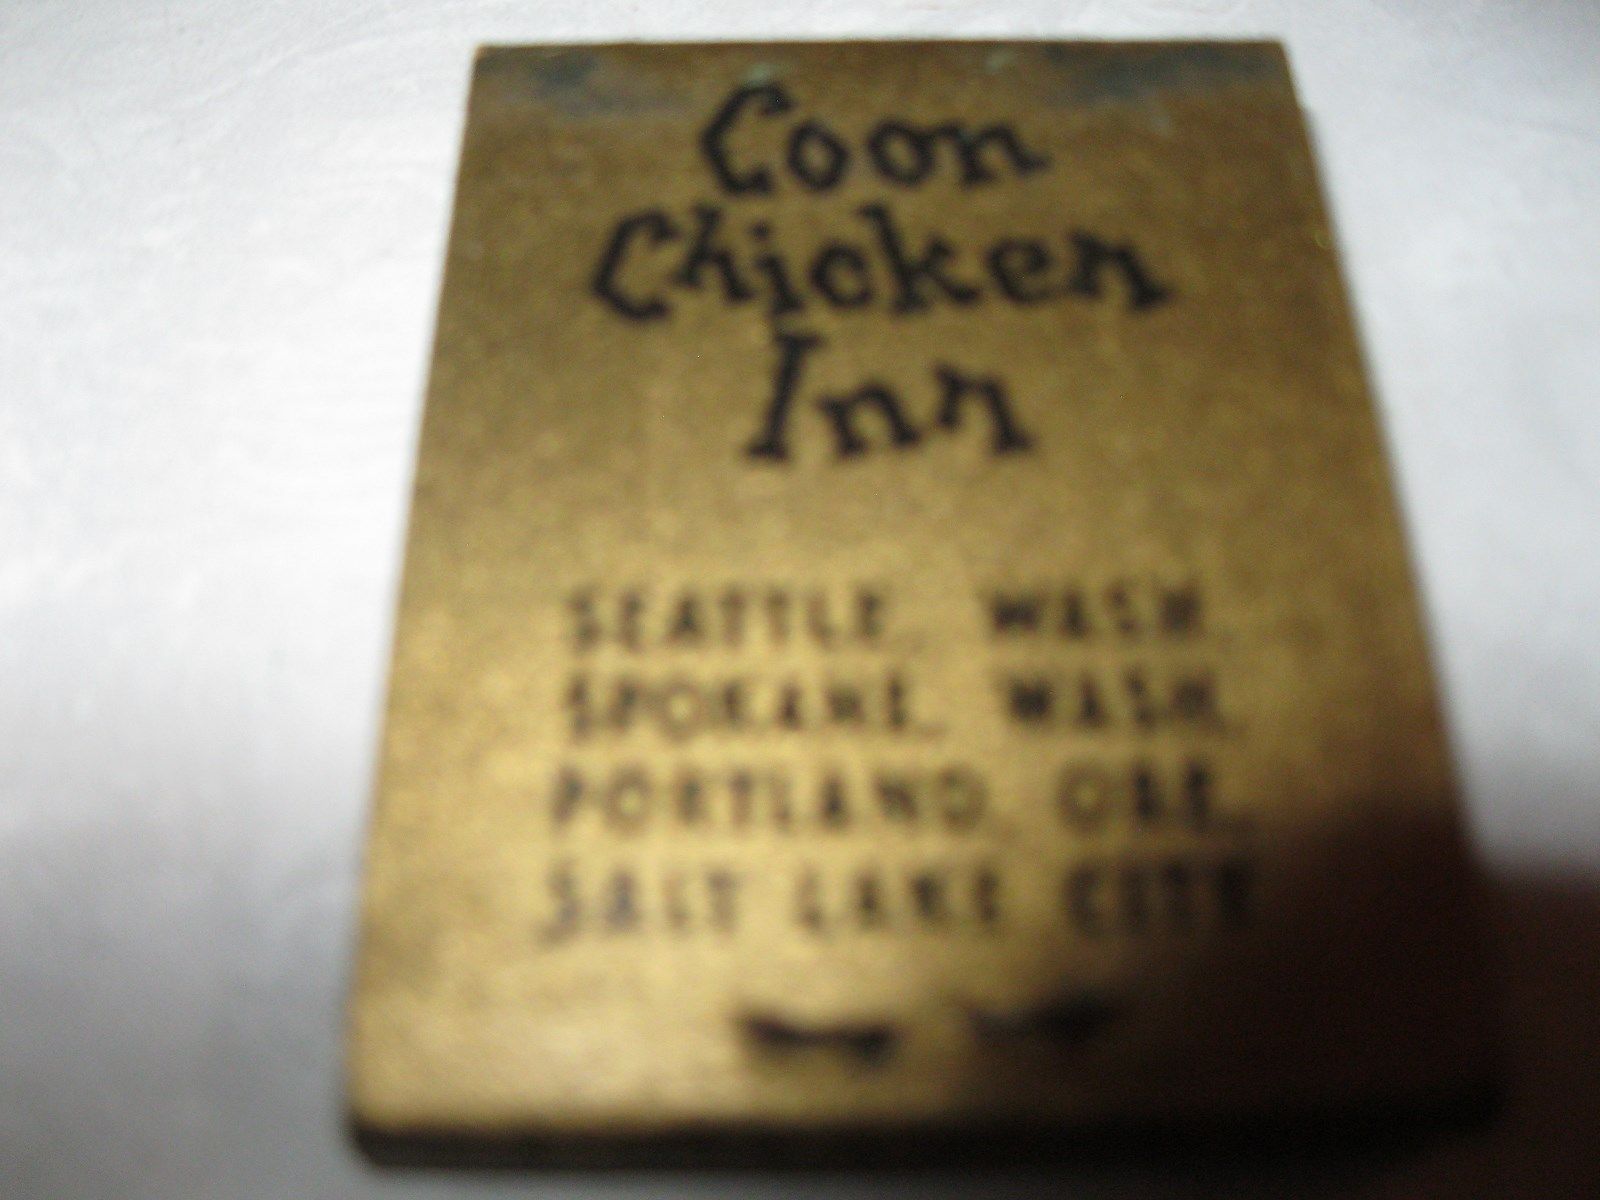 Coon
Chicken
Inn
SEATTLE, WASH.
SPOKANE, WASH.
PORTLAND, ORE.
SALT LAKE CITY